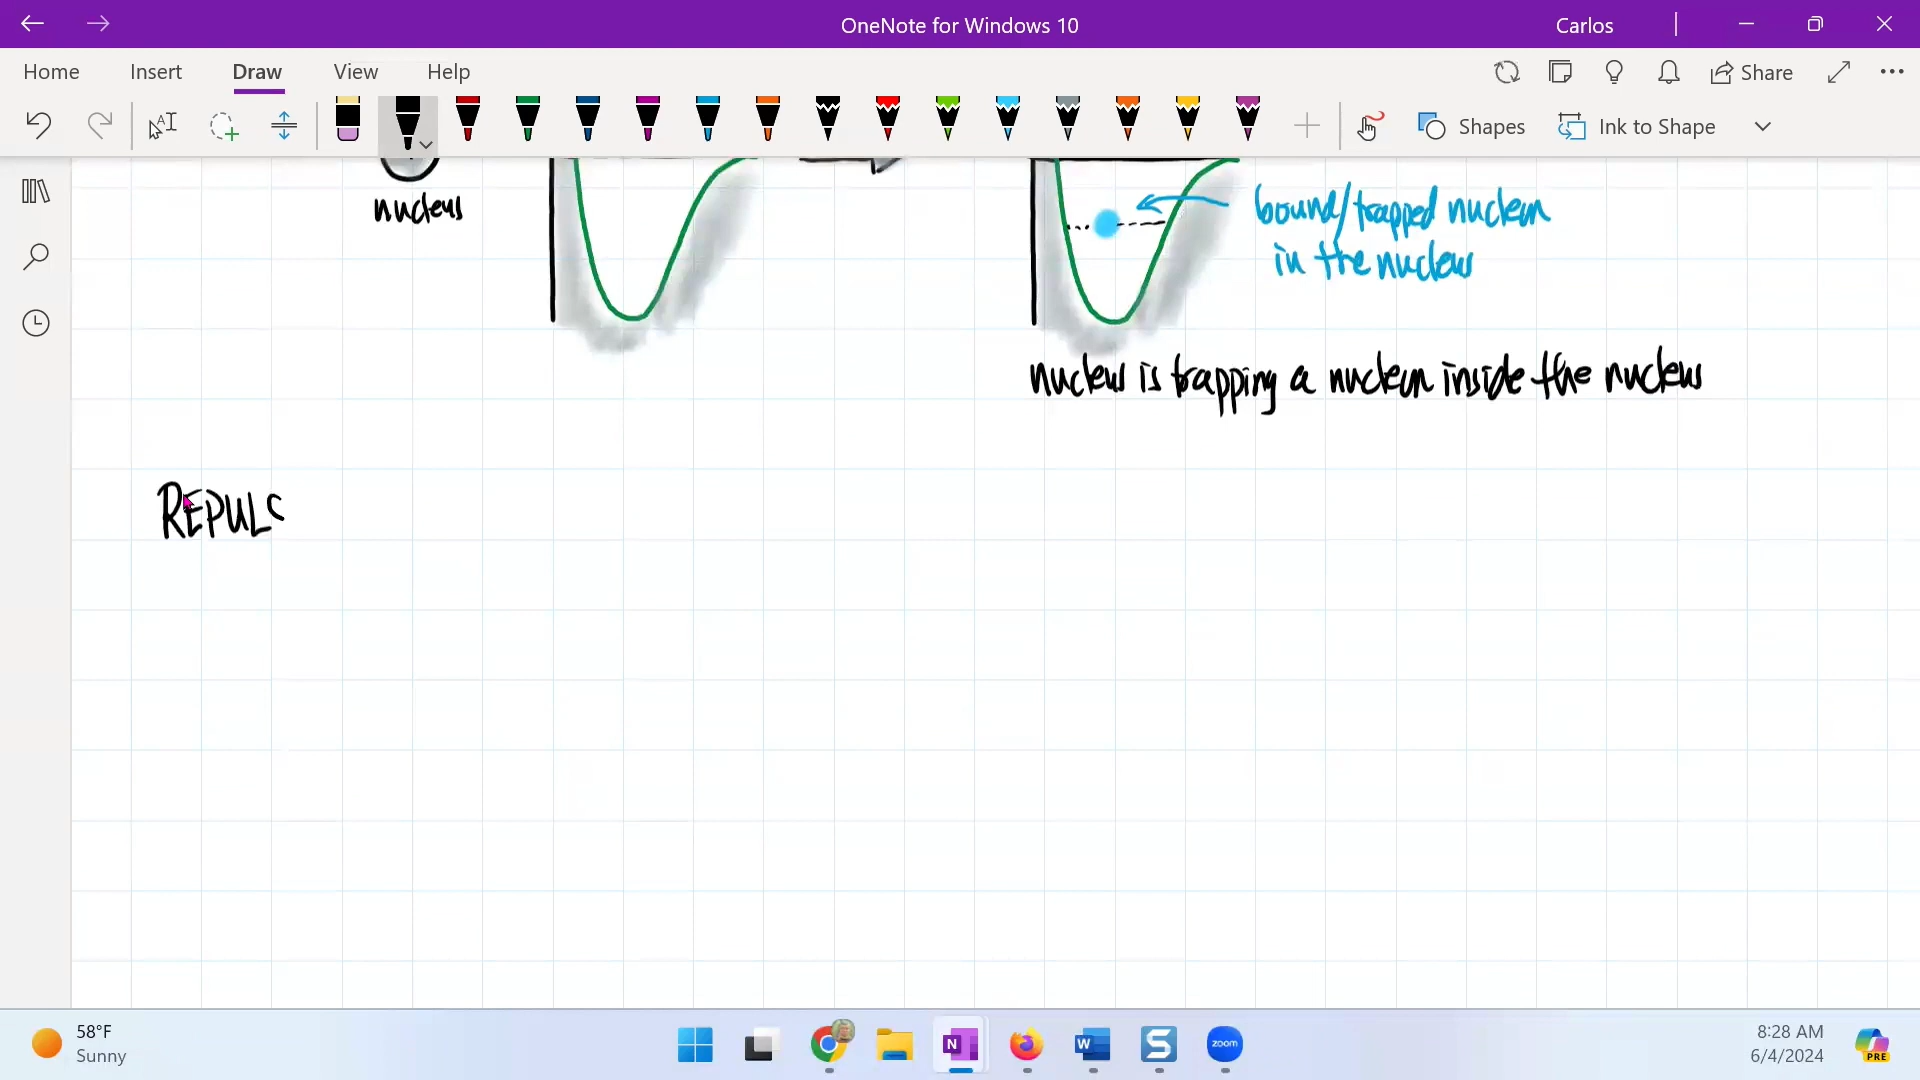 OneNote for Windows 10
Carlos
Home Insert Draw View Help
Share
Shapes Ink to Shape
nucleus
bound/trapped nucleon
in the nucleus
nucleus is trapping a nucleon inside the nucleus
REPULS
58°F
Sunny
zoom
8:28 AM
6/4/2024
PRE